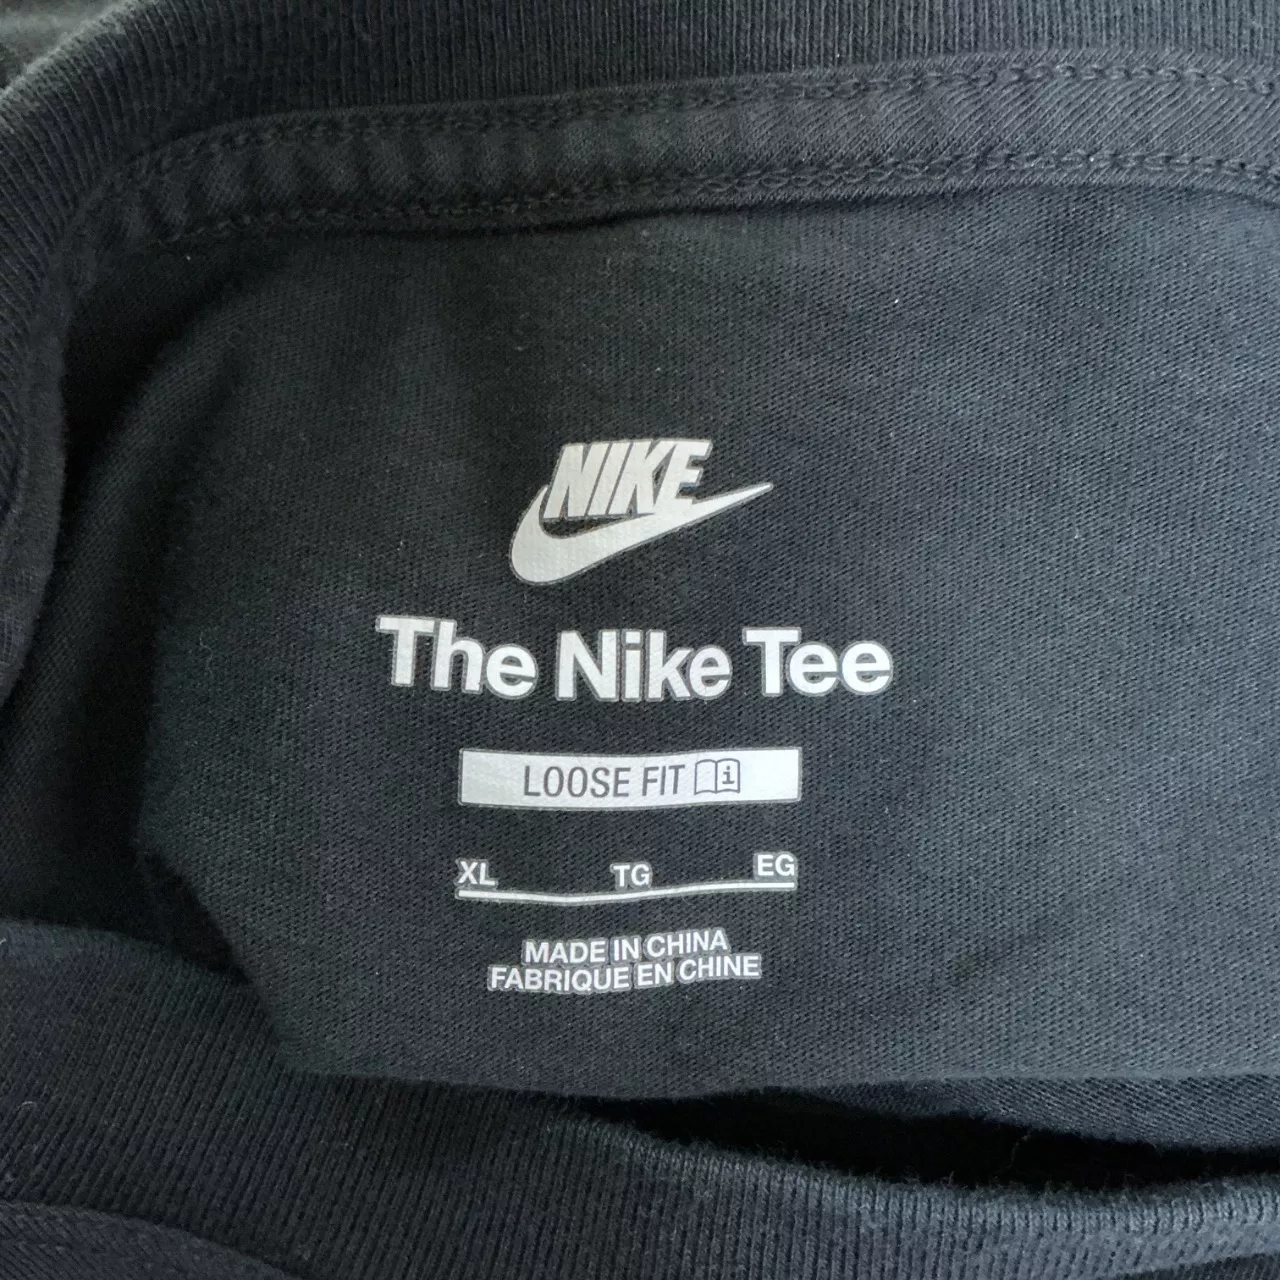 NIKE
The Nike Tee
LOOSE FIT i
XL TG EG
MADE IN CHINA
FABRIQUE EN CHINE